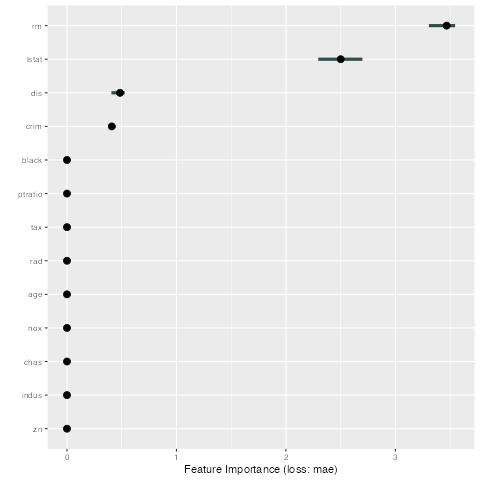 rm
lstat
dis
crim
black
ptratio
tax
rad
age
nox
chas
indus
zn
0 1 2 3
Feature Importance (loss: mae)